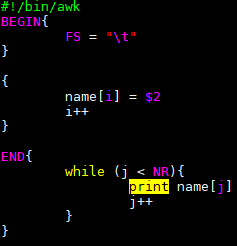 #!/bin/awk
BEGIN{
        FS = "\t"
}

{
        name[i] = $2
        i++
}

END{
        while (j < NR){
                print name[j]
                j++
        }
}